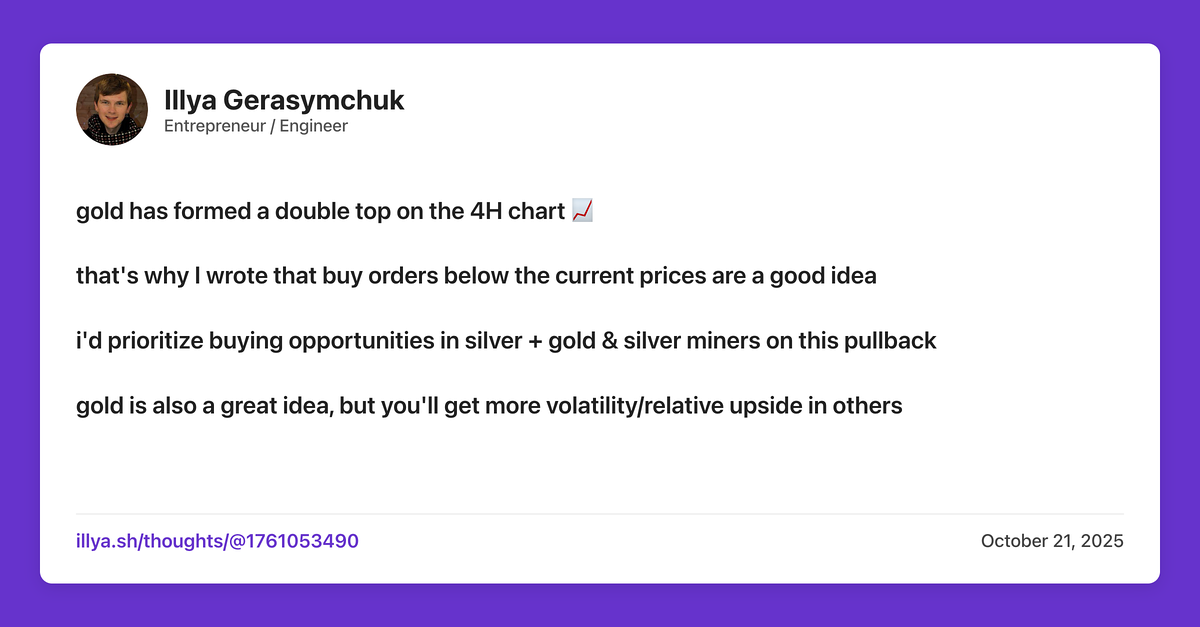 Illya Gerasymchuk
Entrepreneur / Engineer
gold has formed a double top on the 4H chart 📈
that's why I wrote that buy orders below the current prices are a good idea
i'd prioritize buying opportunities in silver + gold & silver miners on this pullback
gold is also a great idea, but you'll get more volatility/relative upside in others
illya.sh/thoughts/@1761053490
October 21, 2025